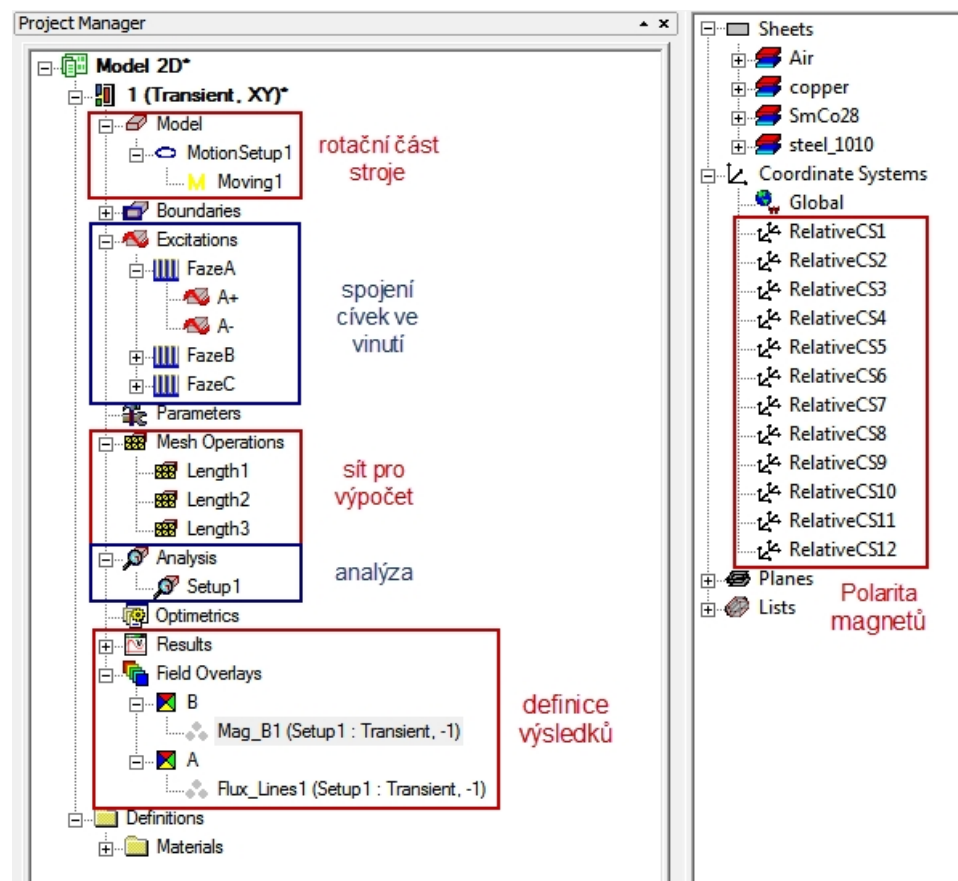 Project Manager
Model 2D*
1 (Transient, XY)*
Model
MotionSetup1
M Moving1
rotační část
stroje
Boundaries
Excitations
FazeA
A+
A-
FazeB
FazeC
spojení
cívek ve
vinutí
Parameters
Mesh Operations
Length1
Length2
Length3
sít pro
výpočet
Analysis
Setup1
analýza
Optimetrics
Results
Field Overlays
B
Mag_B1 (Setup1 : Transient, -1)
A
Flux_Lines1 (Setup1 : Transient, -1)
definice
výsledků
Definitions
Materials
Sheets
Air
copper
SmCo28
steel_1010
Coordinate Systems
Global
RelativeCS1
RelativeCS2
RelativeCS3
RelativeCS4
RelativeCS5
RelativeCS6
RelativeCS7
RelativeCS8
RelativeCS9
RelativeCS10
RelativeCS11
RelativeCS12
Planes
Lists
Polarita
magnetů